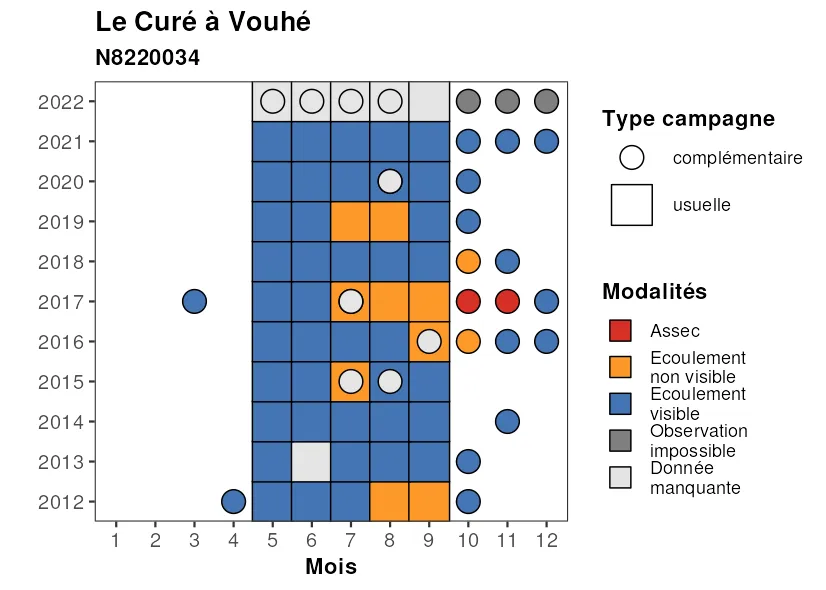 Le Curé à Vouhé
N8220034
2022
2021
2020
2019
2018
2017
2016
2015
2014
2013
2012
1 2 3 4 5 6 7 8 9 10 11 12
Mois
Type campagne
complémentaire
usuelle
Modalités
Assec
Ecoulement
non visible
Ecoulement
visible
Observation
impossible
Donnée
manquante